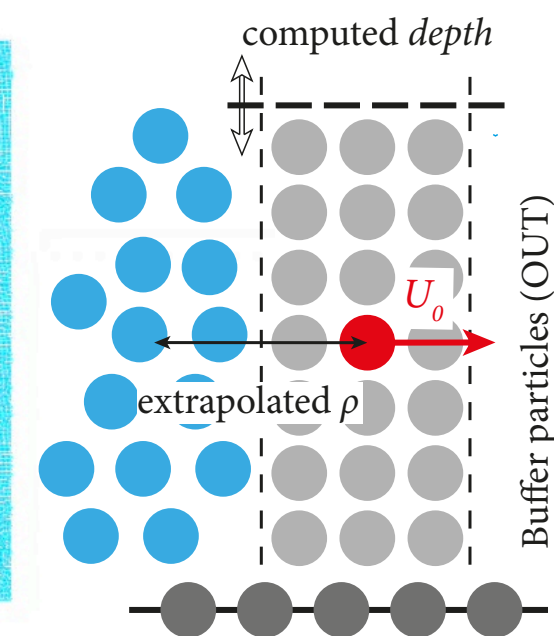 computed depth
U0
extrapolated ρ
Buffer particles (OUT)